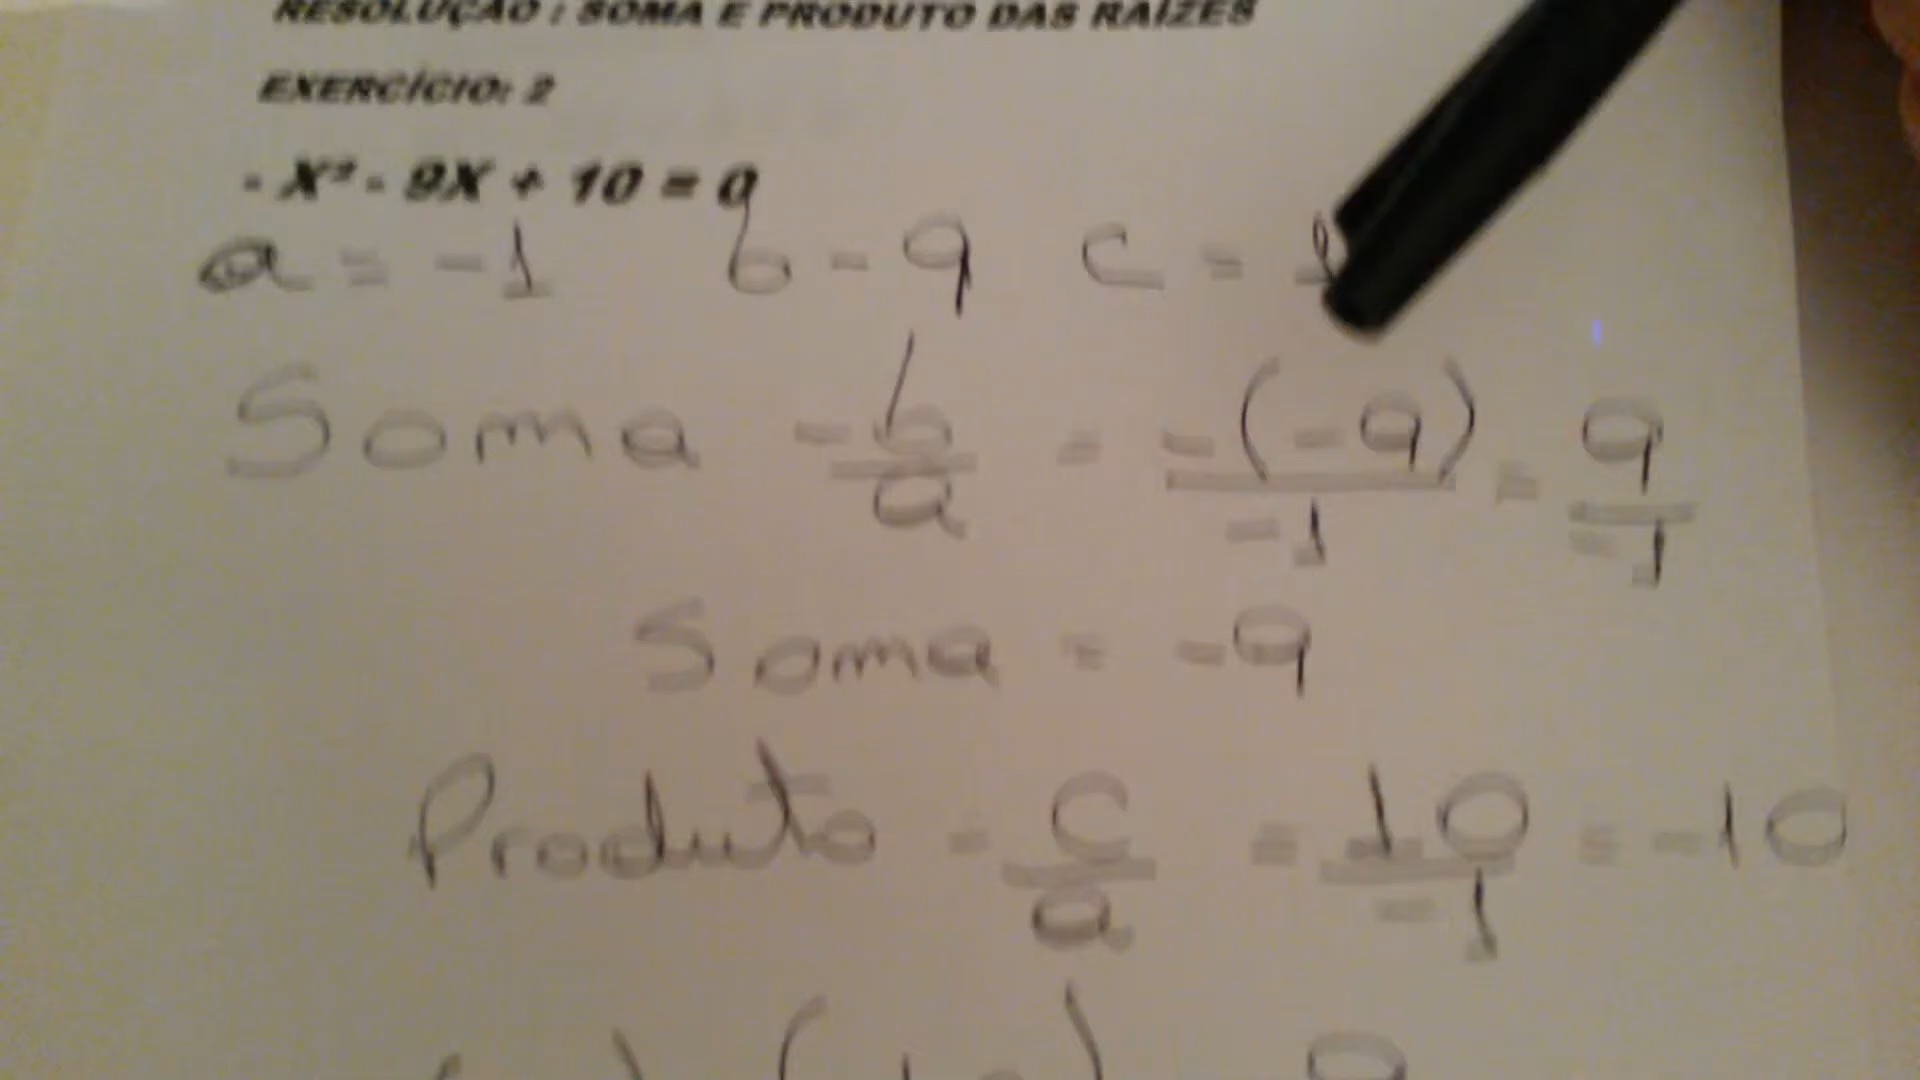 RESOLUÇÃO : SOMA E PRODUTO DAS RAÍZES
EXERCÍCIO: 2
- X² - 9X + 10 = 0
a = -1 b - 9 c = 1
Soma -b/a = -(-9)/-1 = 9/-1
Soma = -9
Produto = c/a = 10/-1 = -10